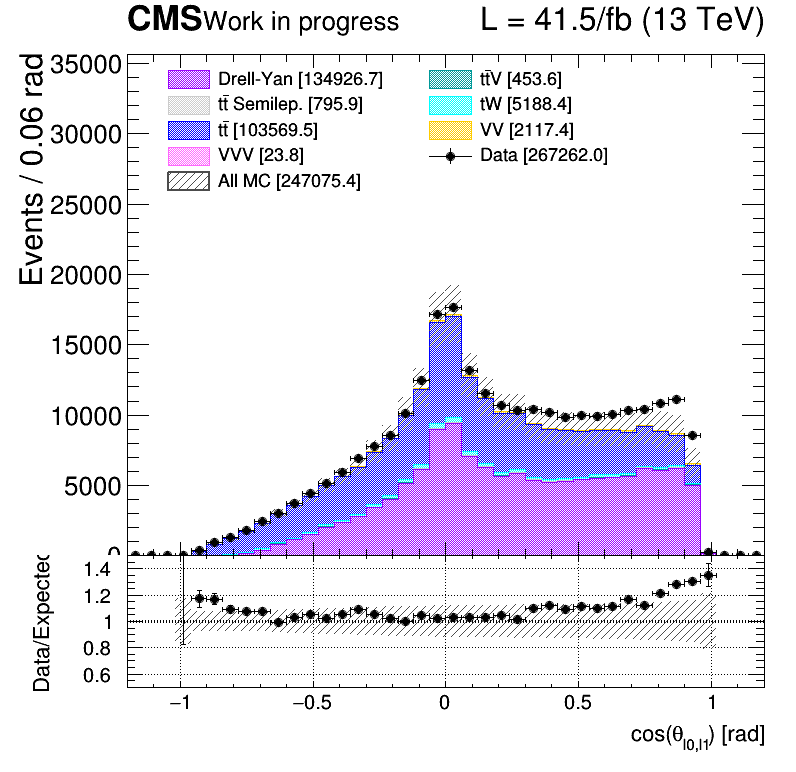 CMS Work in progress L = 41.5/fb (13 TeV)
Events / 0.06 rad
35000
30000
25000
20000
15000
10000
5000
0
Drell-Yan [134926.7]
tt̄ Semilep. [795.9]
tt̄ [103569.5]
VVV [23.8]
All MC [247075.4]
tt̄V [453.6]
tW [5188.4]
VV [2117.4]
Data [267262.0]
Data/Expected
1.4
1.2
1
0.8
0.6
−1 −0.5 0 0.5 1
cos(θ_{l0,l1}) [rad]